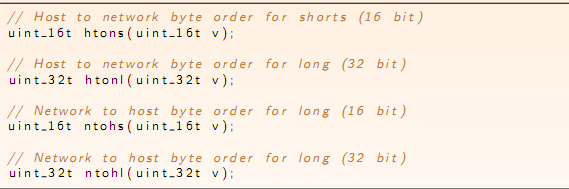 // Host to network byte order for shorts (16 bit)
uint_16t htons(uint_16t v);
// Host to network byte order for long (32 bit)
uint_32t htonl(uint_32t v);
// Network to host byte order for long (16 bit)
uint_16t ntohs(uint_16t v);
// Network to host byte order for long (32 bit)
uint_32t ntohl(uint_32t v);